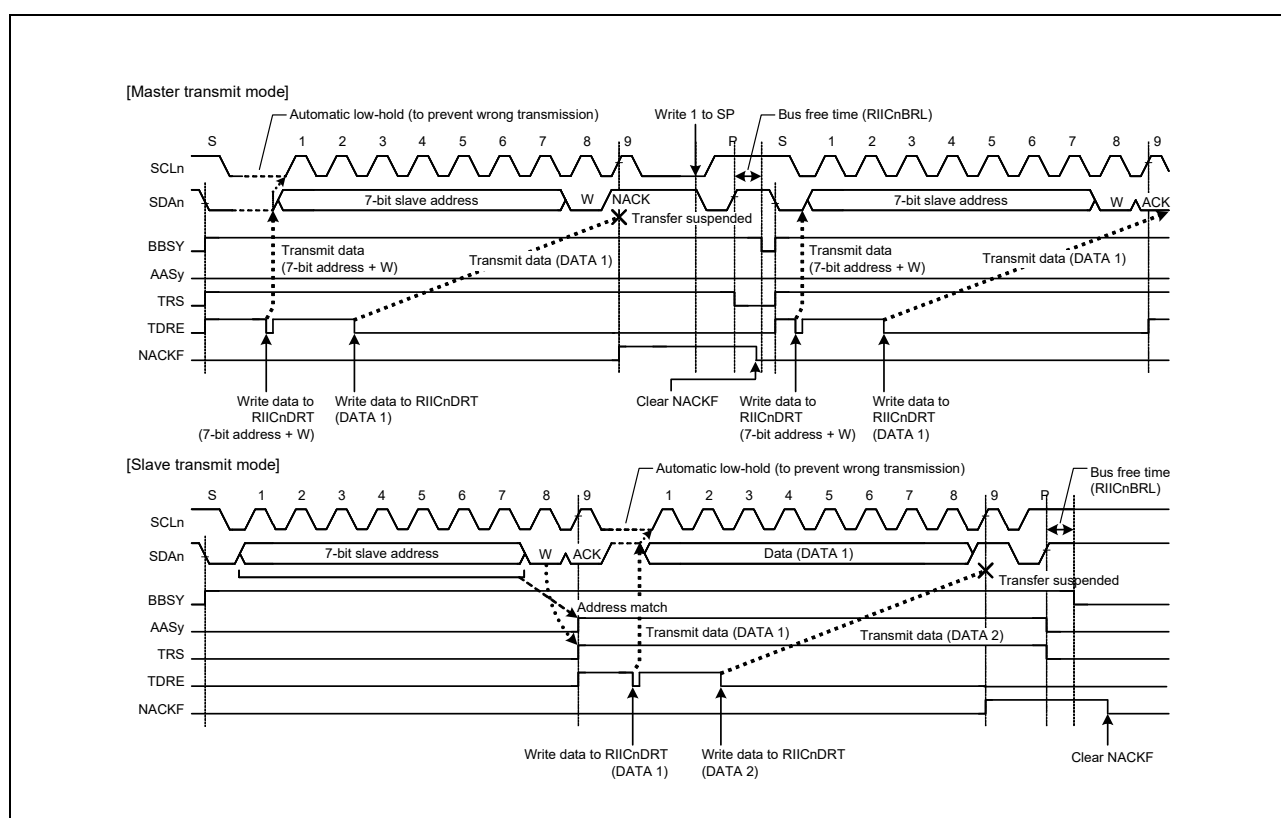 [Master transmit mode]
Automatic low-hold (to prevent wrong transmission)
Write 1 to SP
Bus free time (RIICnBRL)
S 1 2 3 4 5 6 7 8 9 P S 1 2 3 4 5 6 7 8 9
SCLn
SDAn 7-bit slave address W NACK 7-bit slave address W ACK
Transfer suspended
BBSY
Transmit data
(7-bit address + W)
Transmit data (DATA 1)
Transmit data
(7-bit address + W)
Transmit data (DATA 1)
AASy
TRS
TDRE
NACKF
Write data to
RIICnDRT
(7-bit address + W)
Write data to RIICnDRT
(DATA 1)
Clear NACKF
Write data to
RIICnDRT
(7-bit address + W)
Write data to
RIICnDRT
(DATA 1)
[Slave transmit mode]
Automatic low-hold (to prevent wrong transmission)
Bus free time
(RIICnBRL)
S 1 2 3 4 5 6 7 8 9 1 2 3 4 5 6 7 8 9 P
SCLn
SDAn 7-bit slave address W ACK Data (DATA 1)
Transfer suspended
BBSY
Address match
AASy
Transmit data (DATA 1)
Transmit data (DATA 2)
TRS
TDRE
NACKF
Write data to RIICnDRT
(DATA 1)
Write data to RIICnDRT
(DATA 2)
Clear NACKF